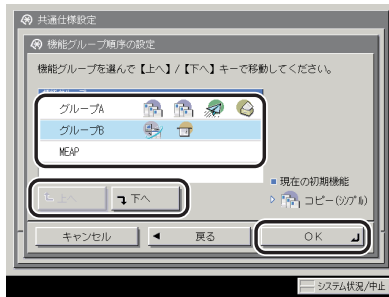 共通仕様設定
機能グループ順序の設定
機能グループを選んで【上へ】/【下へ】キーで移動してください。
グループA
グループB
MEAP
上へ
下へ
■ 現在の初期機能
コピー(ｼﾝﾌﾟﾙ)
キャンセル
戻る
OK
システム状況/中止